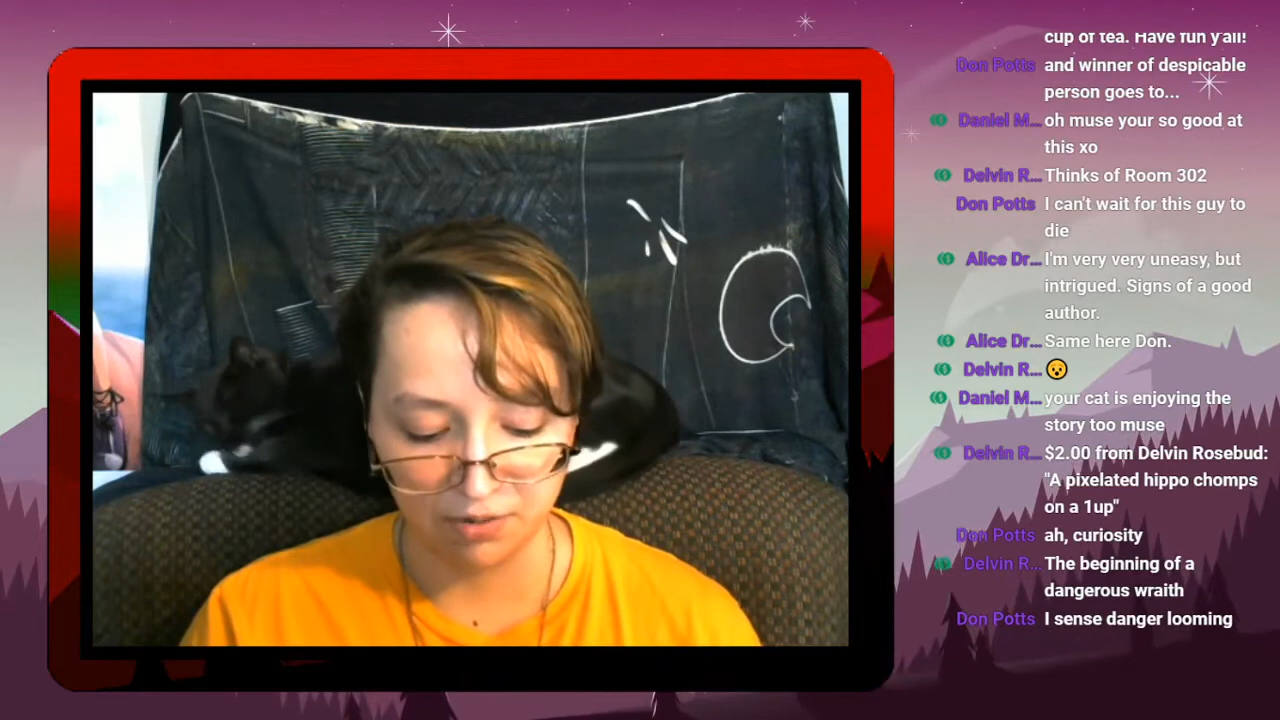 cup of tea. Have fun y'all!
Don Potts and winner of despicable
person goes to...
Daniel M... oh muse your so good at
this xo
Delvin R... Thinks of Room 302
Don Potts I can't wait for this guy to
die
Alice Dr... I'm very very uneasy, but
intrigued. Signs of a good
author.
Alice Dr... Same here Don.
Delvin R... 😮
Daniel M... your cat is enjoying the
story too muse
Delvin R... $2.00 from Delvin Rosebud:
"A pixelated hippo chomps
on a 1up"
Don Potts ah, curiosity
Delvin R... The beginning of a
dangerous wraith
Don Potts I sense danger looming